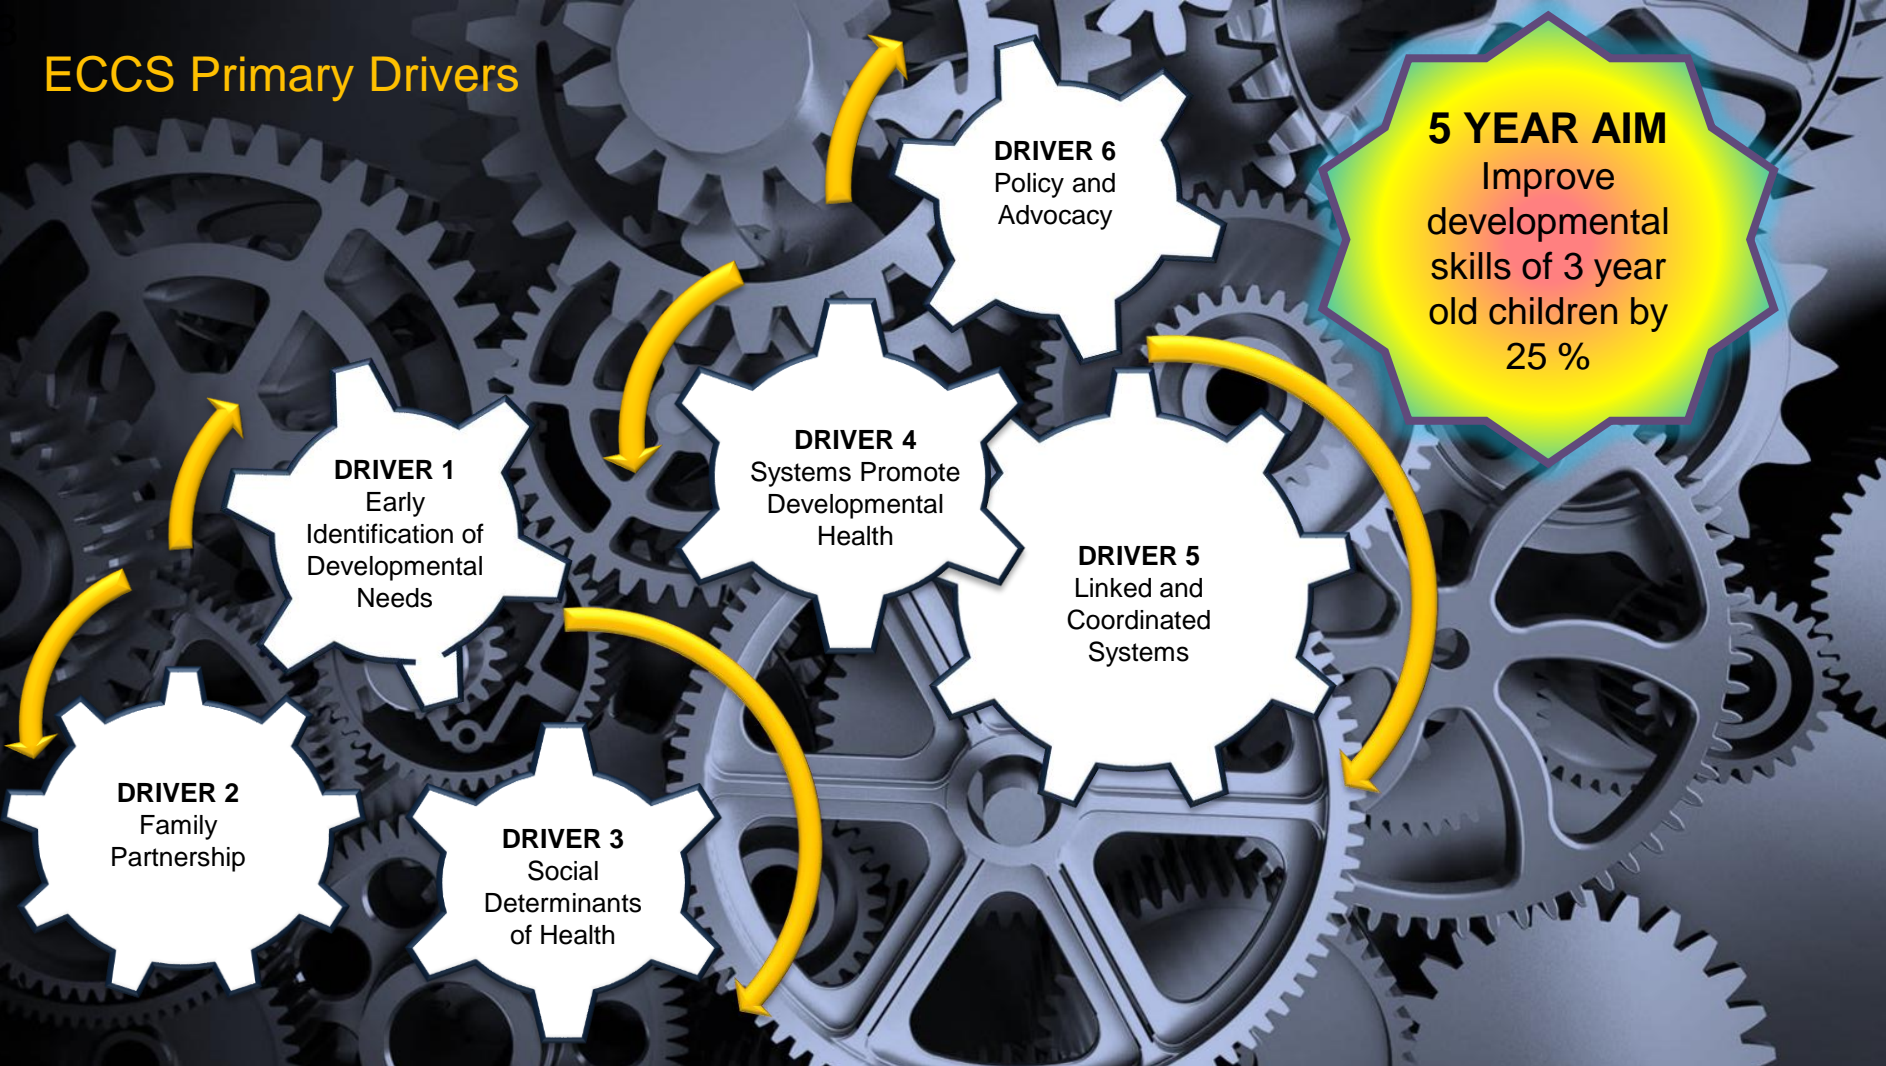 ECCS Primary Drivers
5 YEAR AIM
Improve
developmental
skills of 3 year
old children by
25 %
DRIVER 6
Policy and
Advocacy
DRIVER 4
Systems Promote
Developmental
Health
DRIVER 1
Early
Identification of
Developmental
Needs
DRIVER 5
Linked and
Coordinated
Systems
DRIVER 2
Family
Partnership
DRIVER 3
Social
Determinants
of Health